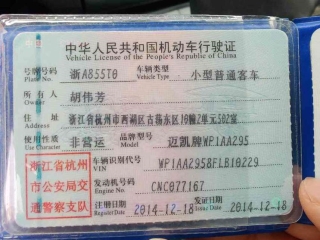 中华人民共和国机动车行驶证
Vehicle License of the People's Republic of China
号牌号码 浙A855T0 车辆类型 小型普通客车
Plate No. Vehicle Type
所有人 胡伟芳
Owner
住址 浙江省杭州市西湖区古荡东区19幢2单元502室
Address
使用性质 非营运 品牌型号 迈凯牌WP1AA295
Use Character Model
浙江省杭州
市公安局交
通警察支队
车辆识别代号 WP1AA2958FLB10229
VIN
发动机号码 CNC077167
Engine No.
注册日期 2014-12-18 发证日期 2014-12-18
Register Date Issue Date